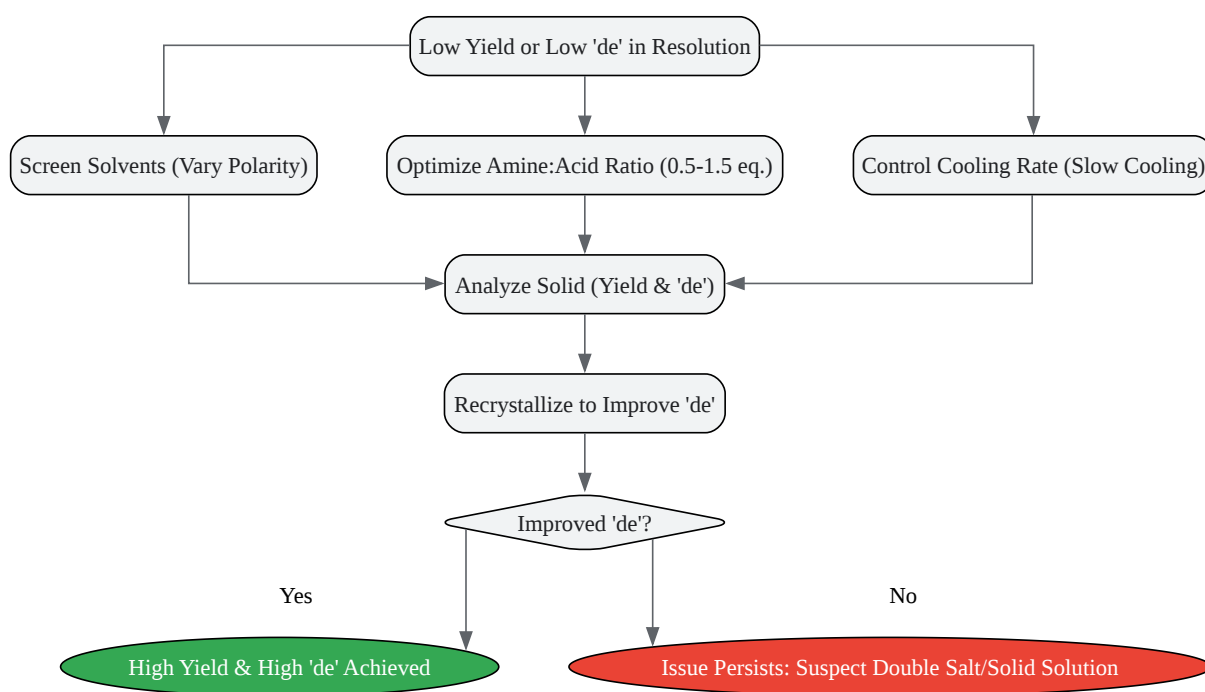 Low Yield or Low 'de' in Resolution
Screen Solvents (Vary Polarity)
Optimize Amine:Acid Ratio (0.5-1.5 eq.)
Control Cooling Rate (Slow Cooling)
Analyze Solid (Yield & 'de')
Recrystallize to Improve 'de'
Improved 'de'?
Yes
No
High Yield & High 'de' Achieved
Issue Persists: Suspect Double Salt/Solid Solution